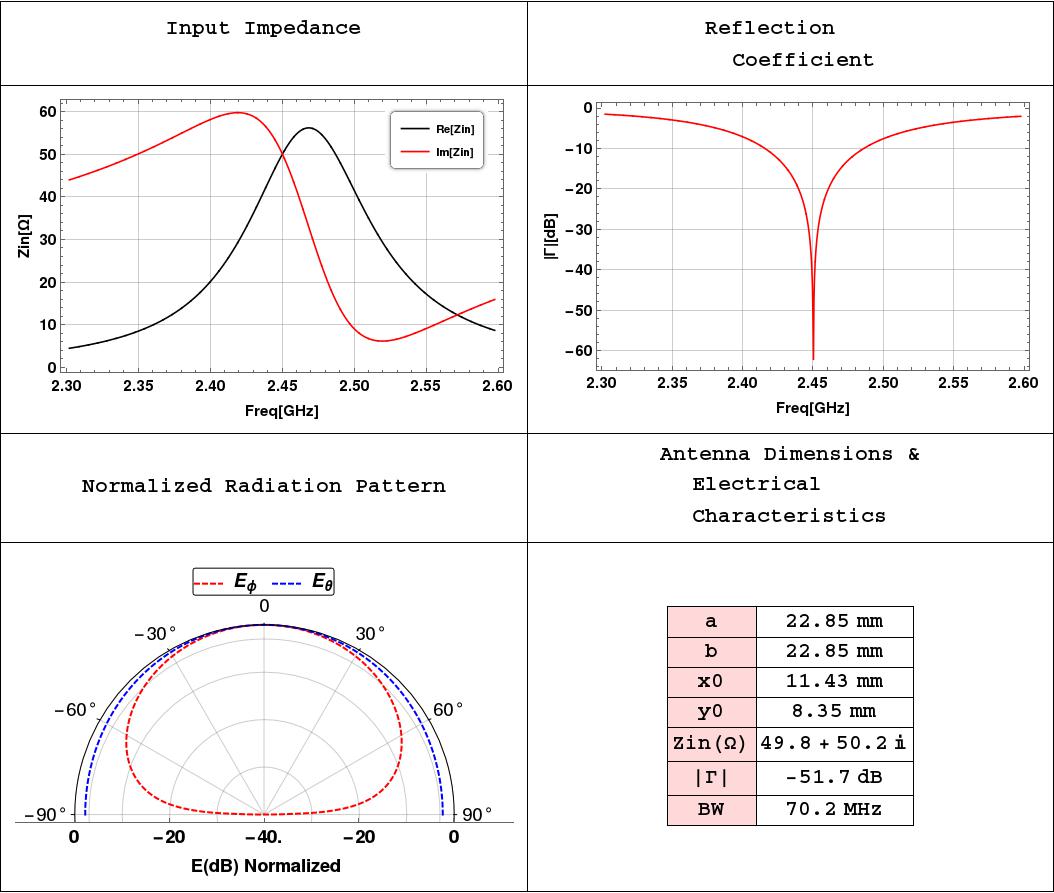 Input Impedance
Reflection
Coefficient
60
50
40
30
20
10
0
Zin[Ω]
Re[Zin]
Im[Zin]
2.30 2.35 2.40 2.45 2.50 2.55 2.60
Freq[GHz]
0
-10
-20
-30
-40
-50
-60
|Γ|[dB]
2.30 2.35 2.40 2.45 2.50 2.55 2.60
Freq[GHz]
Normalized Radiation Pattern
Antenna Dimensions &
Electrical
Characteristics
Eϕ Eθ
0
-30° 30°
-60° 60°
-90° 90°
0 -20 -40. -20 0
E(dB) Normalized
a 22.85 mm
b 22.85 mm
x0 11.43 mm
y0 8.35 mm
Zin(Ω) 49.8 + 50.2 i
|Γ| -51.7 dB
BW 70.2 MHz